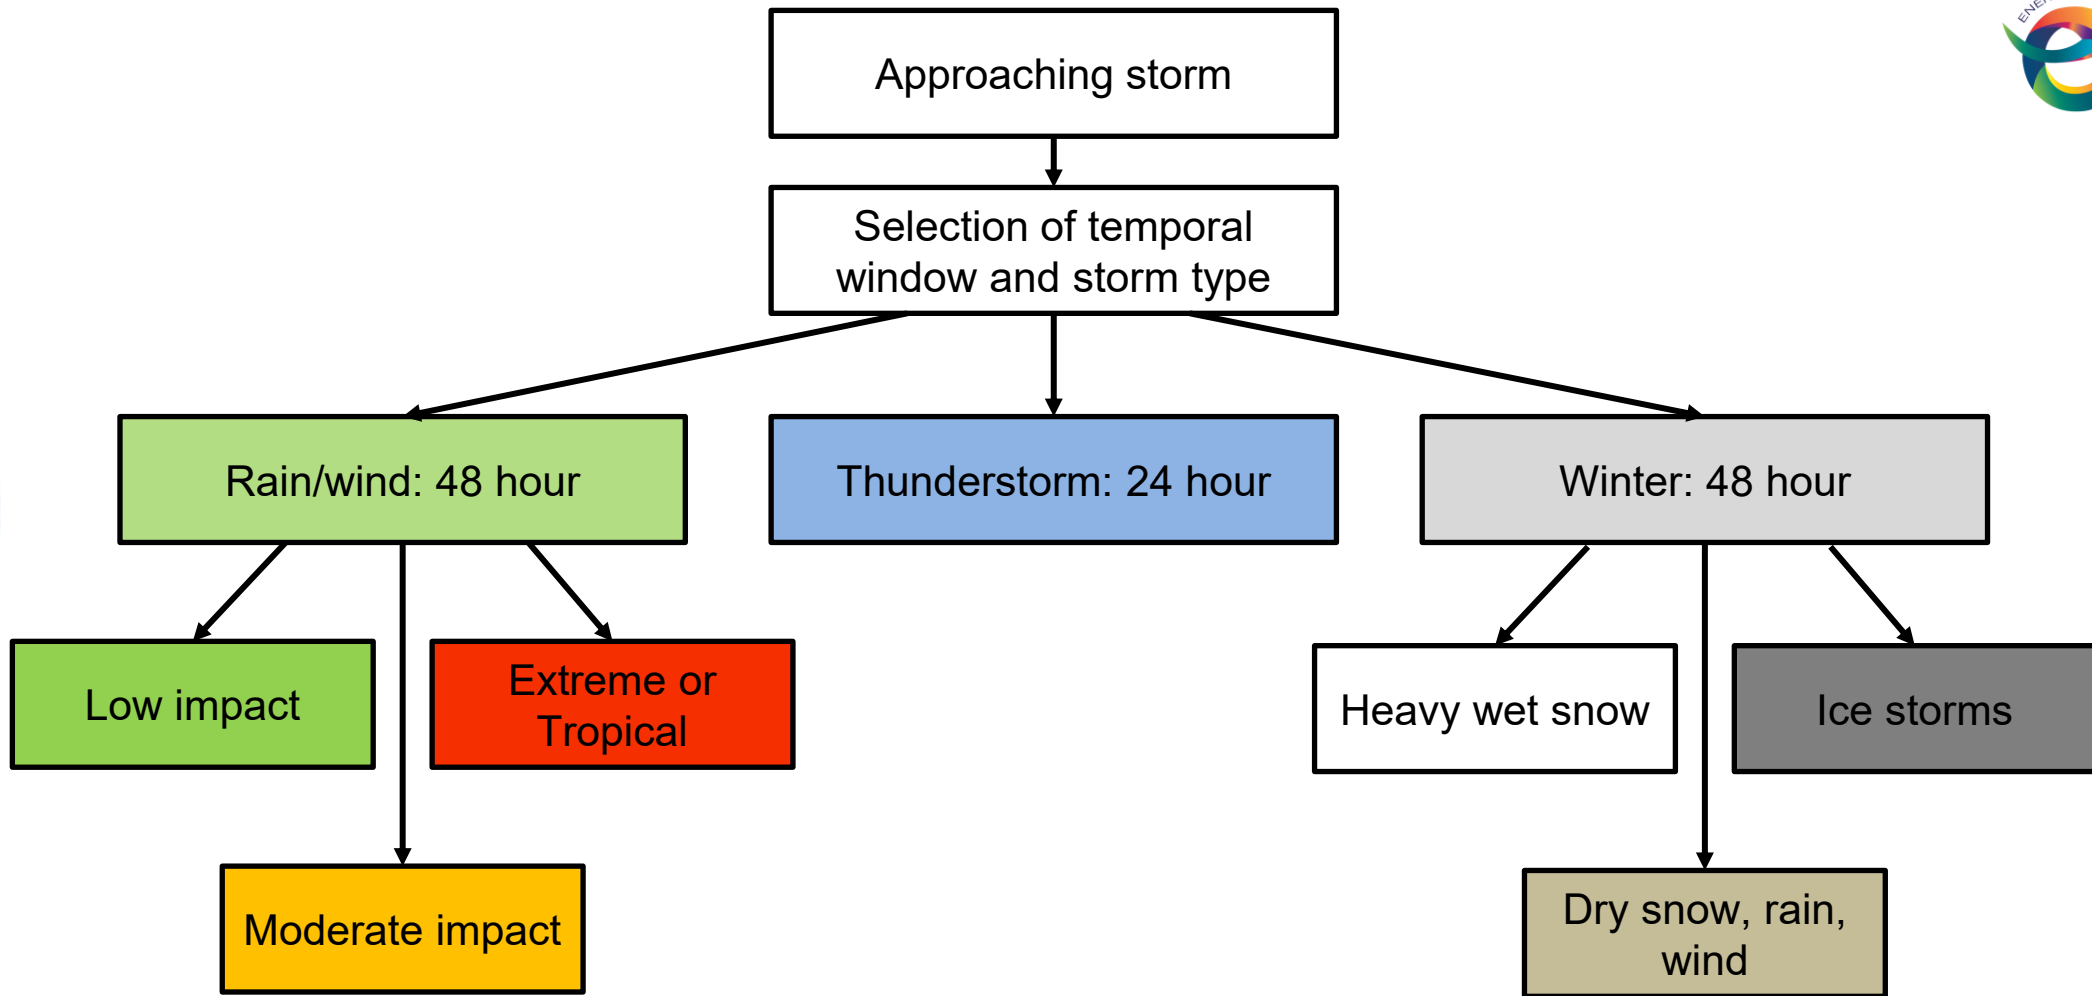 Approaching storm
Selection of temporal
window and storm type
Rain/wind: 48 hour
Thunderstorm: 24 hour
Winter: 48 hour
Low impact
Extreme or
Tropical
Heavy wet snow
Ice storms
Moderate impact
Dry snow, rain,
wind